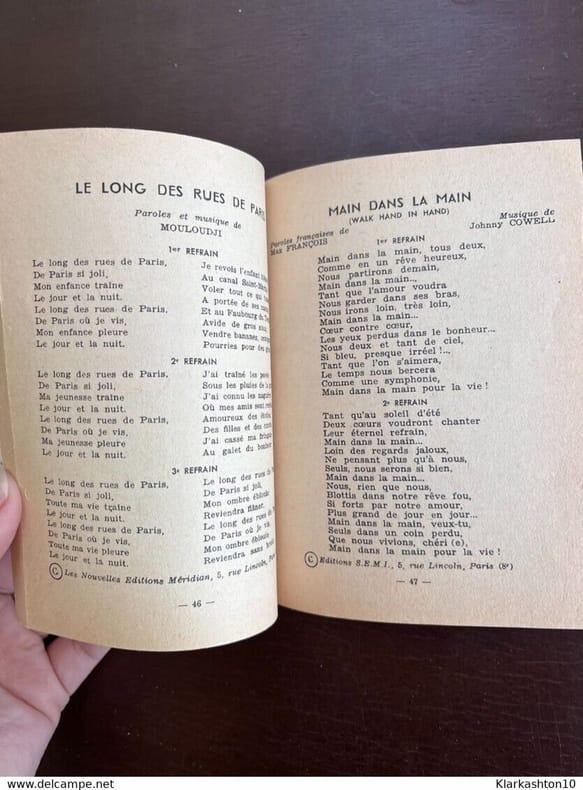 LE LONG DES RUES DE
Paroles et musique de
MOULOUDJI
1er REFRAIN
Le long des rues de Paris,
De Paris si joli,
Mon enfance traîne
Le jour et la nuit.
Le long des rues de Paris,
De Paris où je vis,
Mon enfance pleure
Le jour et la nuit.
Je revois l'enfant
Au canal
Voler tout ce qui
A portée de ses
Et au Faubourg du
Avide de gros
Vendre bananes,
Pourries pour des
2e REFRAIN
Le long des rues de Paris,
De Paris si joli,
Ma jeunesse traîne
Le jour et la nuit.
Le long des rues de Paris,
De Paris où je vis,
Ma jeunesse pleure
Le jour et la nuit.
J'ai traîné les
Sous les pluies de la
J'ai connu les
Où mes amis sont
Amoureux des
Des filles et des
J'ai cassé ma
Au galet du
3e REFRAIN
Le long des rues de Paris,
De Paris si joli,
Toute ma vie traîne
Le jour et la nuit.
Le long des rues de Paris,
De Paris où je vis,
Toute ma vie pleure
Le jour et la nuit.
Le long des rues de
De Paris si joli,
Mon ombre
Reviendra flâner.
Le long des rues de
De Paris où je
Mon ombre
Reviendra sans
© Les Nouvelles Editions Méridian, 5, rue Lincoln,
— 46 —
MAIN DANS LA MAIN
(WALK HAND IN HAND)
Paroles françaises de
Max FRANÇOIS
Musique de
Johnny COWELL
1er REFRAIN
Main dans la main, tous deux,
Comme en un rêve heureux,
Nous partirons demain,
Main dans la main...
Tant que l'amour voudra
Nous garder dans ses bras,
Nous irons loin, très loin,
Main dans la main...
Cœur contre cœur,
Les yeux perdus dans le bonheur...
Nous deux et tant de ciel,
Si bleu, presque irréel !...
Tant que l'on s'aimera,
Le temps nous bercera
Comme une symphonie,
Main dans la main pour la vie !
2e REFRAIN
Tant qu'au soleil d'été
Deux cœurs voudront chanter
Leur éternel refrain,
Main dans la main...
Loin des regards jaloux,
Ne pensant plus qu'à nous,
Seuls, nous serons si bien,
Main dans la main...
Nous, rien que nous,
Blottis dans notre rêve fou,
Si forts par notre amour,
Plus grand de jour en jour...
Main dans la main, veux-tu,
Seuls dans un coin perdu,
Que nous vivions, chéri (e),
Main dans la main pour la vie !
© Editions S.E.M.I., 5, rue Lincoln, Paris (8e)
— 47 —
www.delcampe.net
Klarkashton10